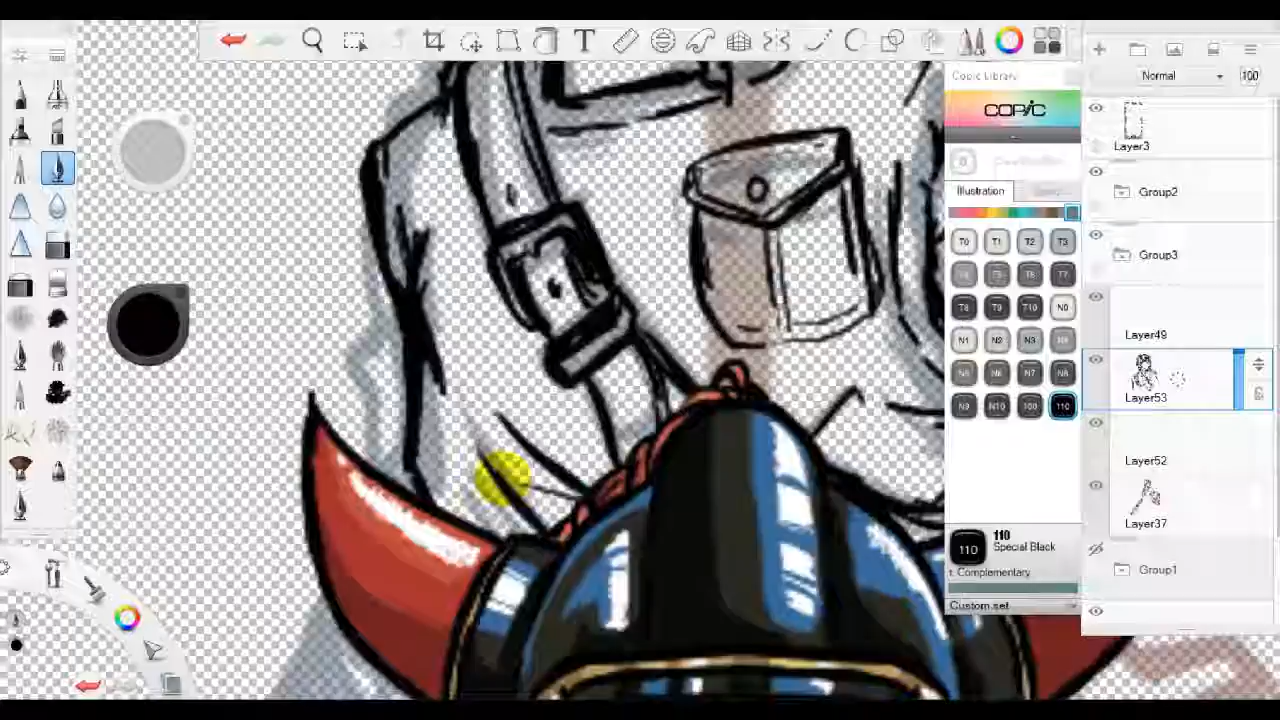 T
Copic Library
COPIC
Illustration
T0 T1 T2 T3
T6 T7
T8 T9 T10 N0
N1 N2 N3 N4
N5 N6 N7 N8
N9 N10 100 110
110
110
Special Black
t. Complementary
Custom set
Normal
100
Layer3
Group2
Group3
Layer49
Layer53
Layer52
Layer37
Group1